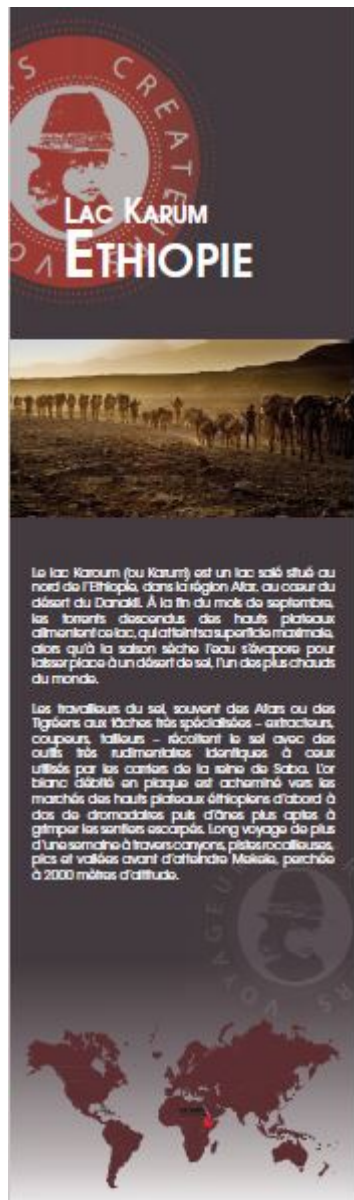 CREATEURS
VOYAGEURS
LAC KARUM
ETHIOPIE
Le lac Karoum (ou Karum) est un lac salé situé au
nord de l'Ethiopie, dans la région Afar, au cœur du
désert du Danakil. À la fin du mois de septembre,
les torrents descendus des hauts plateaux
alimentent ce lac, qui atteint sa superficie maximale,
alors qu'à la saison sèche l'eau s'évapore pour
laisser place à un désert de sel, l'un des plus chauds
du monde.
Les travailleurs du sel, souvent des Afars ou des
Tigréens aux tâches très spécialisées – extracteurs,
coupeurs, tailleurs – récoltent le sel avec des
outils très rudimentaires identiques à ceux
utilisés par les carriers de la reine de Saba. L'or
blanc débité en plaque est acheminé vers les
marchés des hauts plateaux éthiopiens d'abord à
dos de dromadaires puis d'ânes plus aptes à
grimper les sentiers escarpés. Long voyage de plus
d'une semaine à travers canyons, pistes rocailleuses,
pics et vallées avant d'atteindre Mekele, perchée
à 2000 mètres d'altitude.
VOYAGEURS